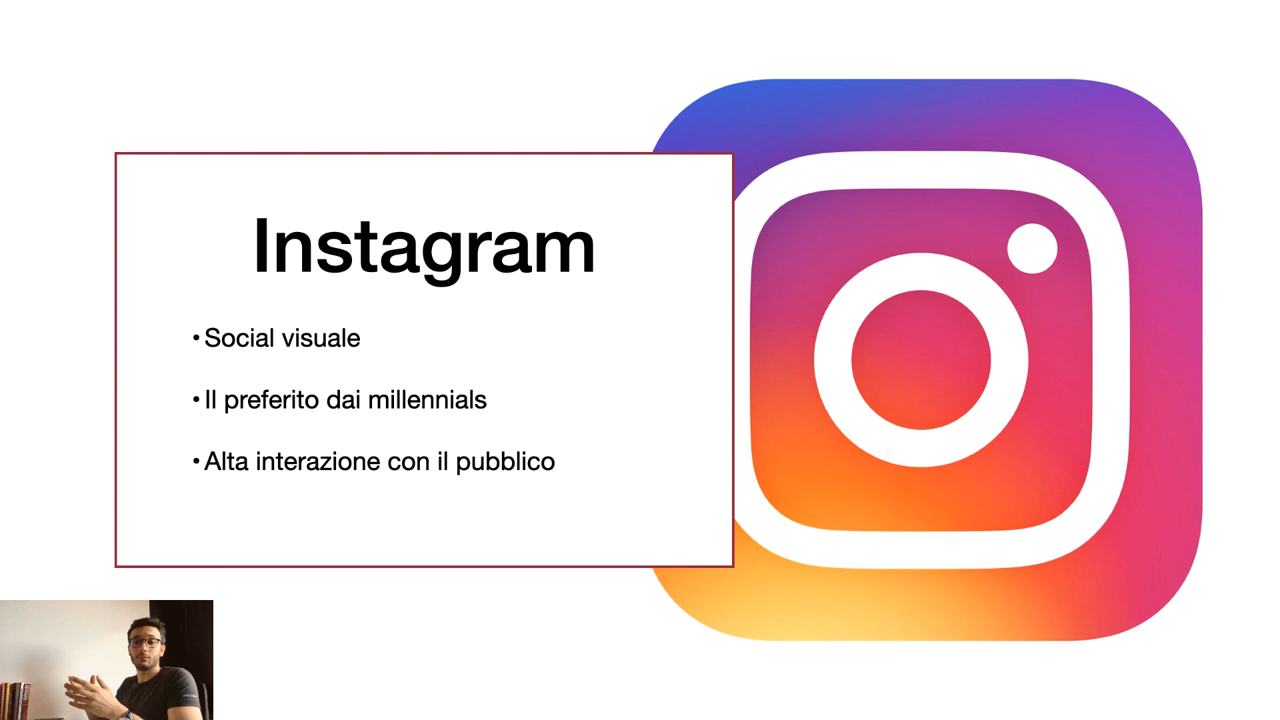 Instagram
• Social visuale
• Il preferito dai millennials
• Alta interazione con il pubblico